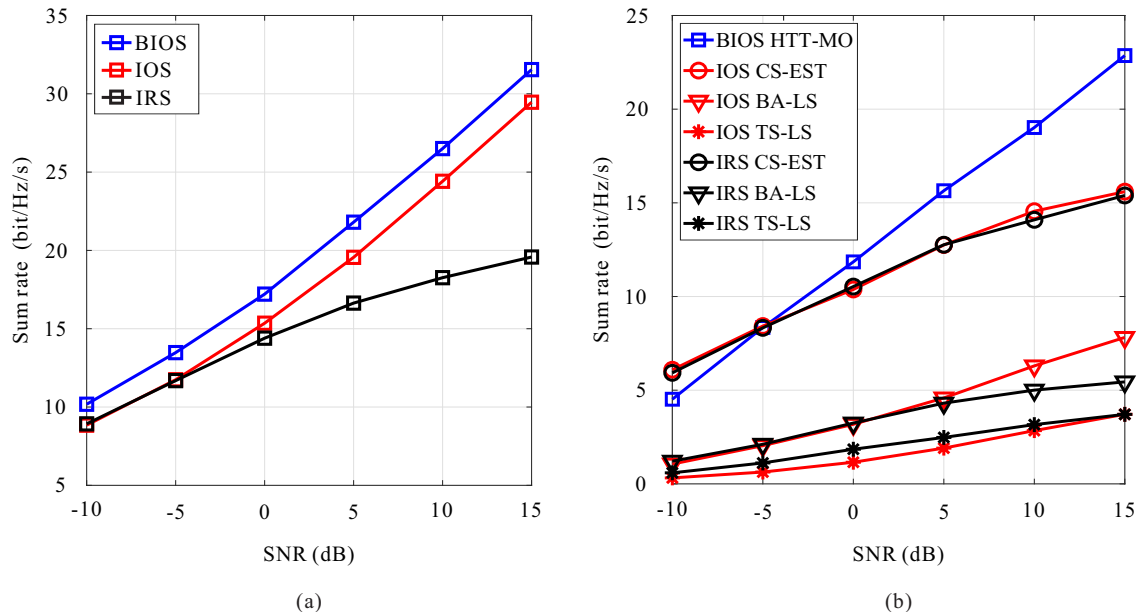 35
30
25
20
15
10
5
-10
-5
0
5
10
15
Sum rate (bit/Hz/s)
SNR (dB)
BIOS
IOS
IRS
(a)
25
20
15
10
5
0
-10
-5
0
5
10
15
Sum rate (bit/Hz/s)
SNR (dB)
BIOS HTT-MO
IOS CS-EST
IOS BA-LS
IOS TS-LS
IRS CS-EST
IRS BA-LS
IRS TS-LS
(b)